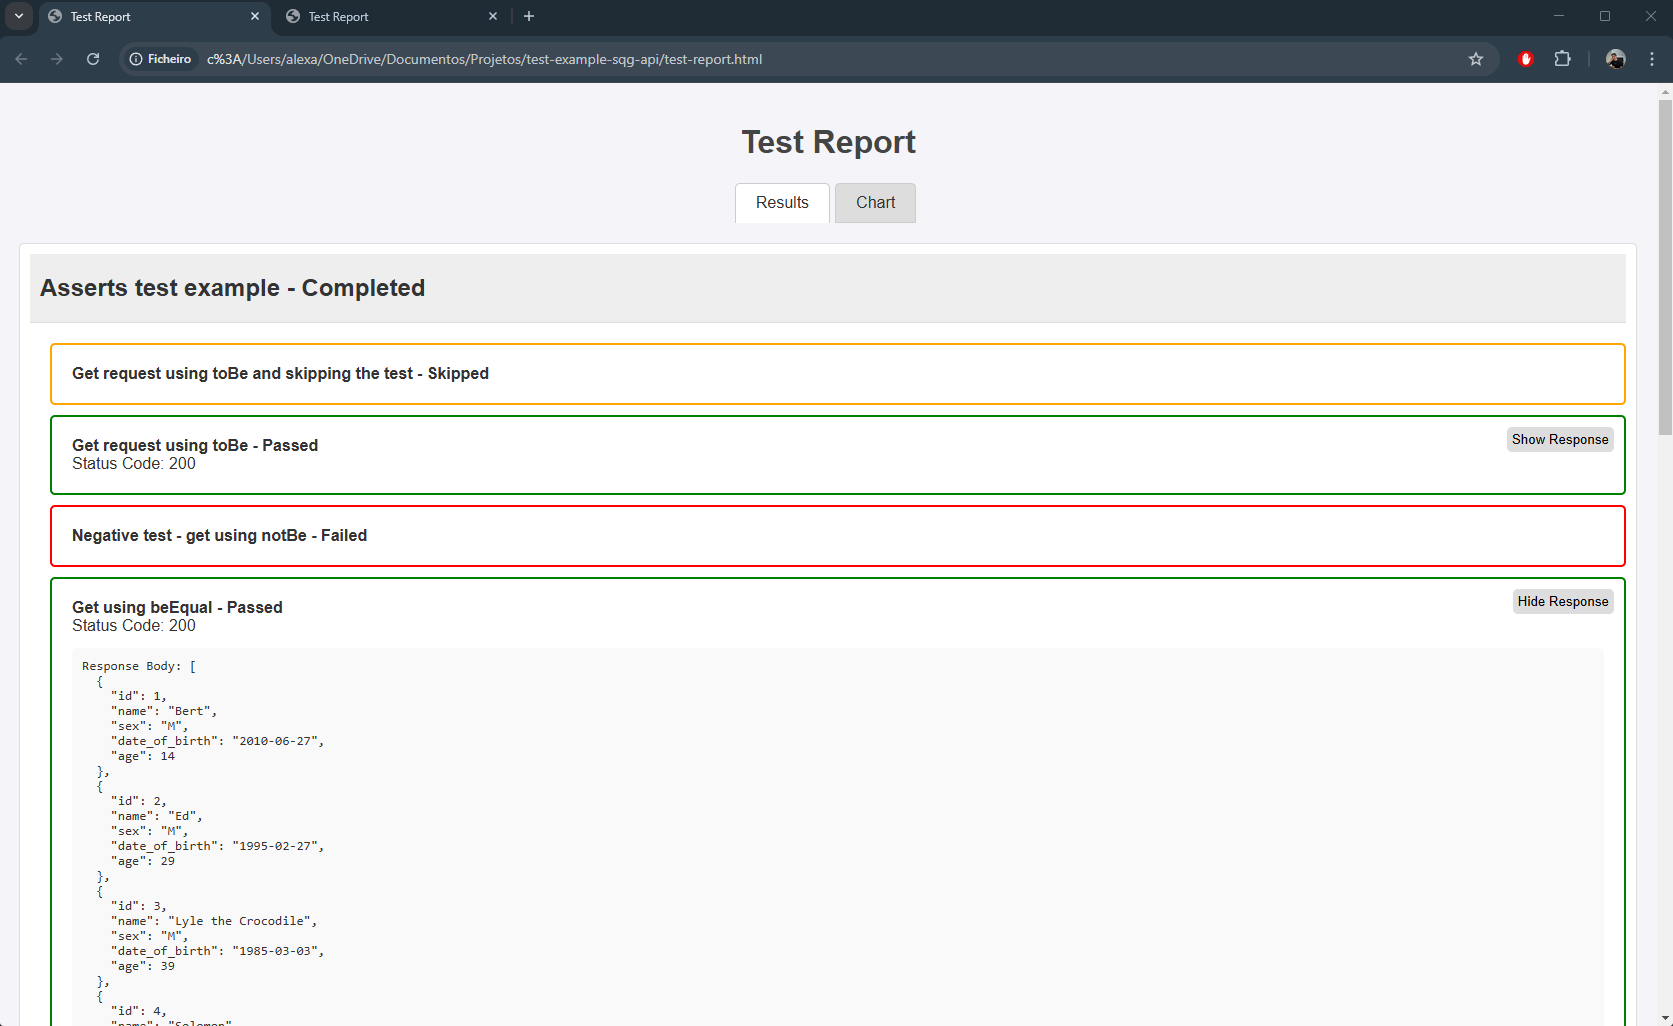 Test Report
Test Report
Ficheiro
c%3A/Users/alexa/OneDrive/Documentos/Projetos/test-example-sqg-api/test-report.html
Test Report
Results
Chart
Asserts test example - Completed
Get request using toBe and skipping the test - Skipped
Get request using toBe - Passed
Show Response
Status Code: 200
Negative test - get using notBe - Failed
Get using beEqual - Passed
Hide Response
Status Code: 200
Response Body: [
  {
    "id": 1,
    "name": "Bert",
    "sex": "M",
    "date_of_birth": "2010-06-27",
    "age": 14
  },
  {
    "id": 2,
    "name": "Ed",
    "sex": "M",
    "date_of_birth": "1995-02-27",
    "age": 29
  },
  {
    "id": 3,
    "name": "Lyle the Crocodile",
    "sex": "M",
    "date_of_birth": "1985-03-03",
    "age": 39
  },
  {
    "id": 4,
    "name": "Solomon"